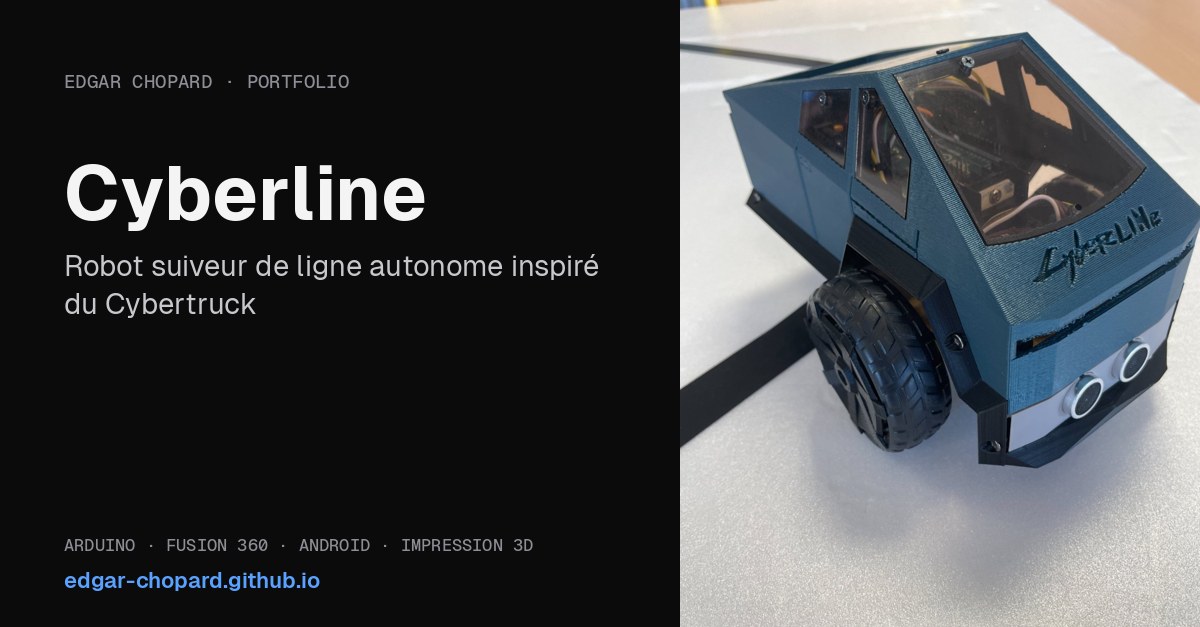 EDGAR CHOPARD · PORTFOLIO
Cyberline
Robot suiveur de ligne autonome inspiré
du Cybertruck
ARDUINO · FUSION 360 · ANDROID · IMPRESSION 3D
edgar-chopard.github.io
CyberLiNe